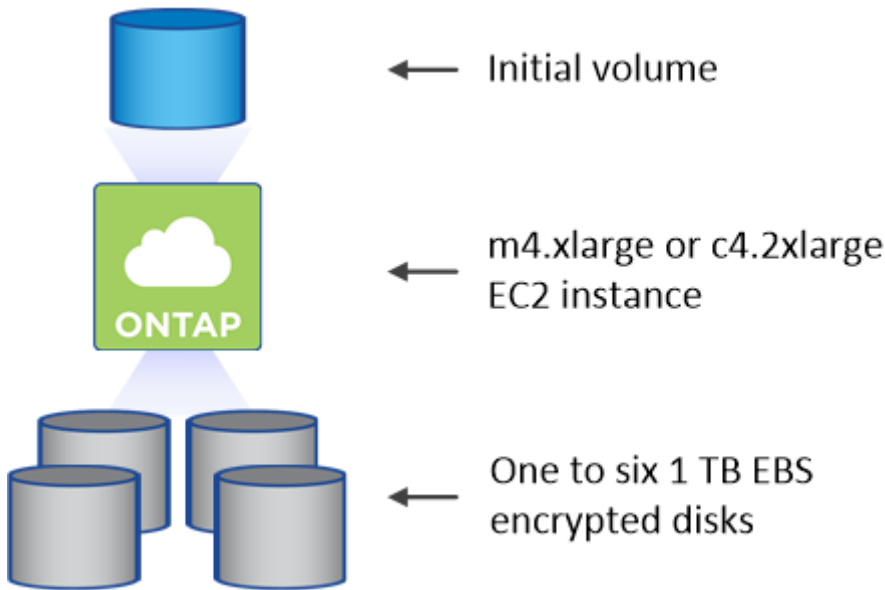 Initial volume
m4.xlarge or c4.2xlarge
EC2 instance
ONTAP
One to six 1 TB EBS
encrypted disks